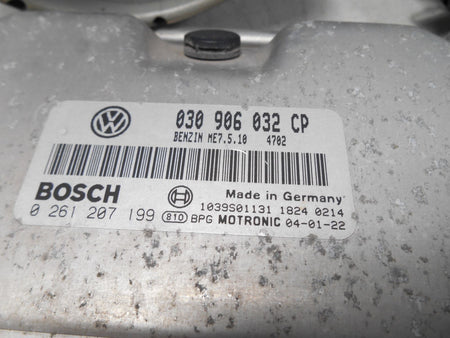 030 906 032 CP
BENZIN ME7.5.10 4702
BOSCH
Made in Germany
1039S01131 1824 0214
0 261 207 199 810 BPG MOTRONIC 04-01-22